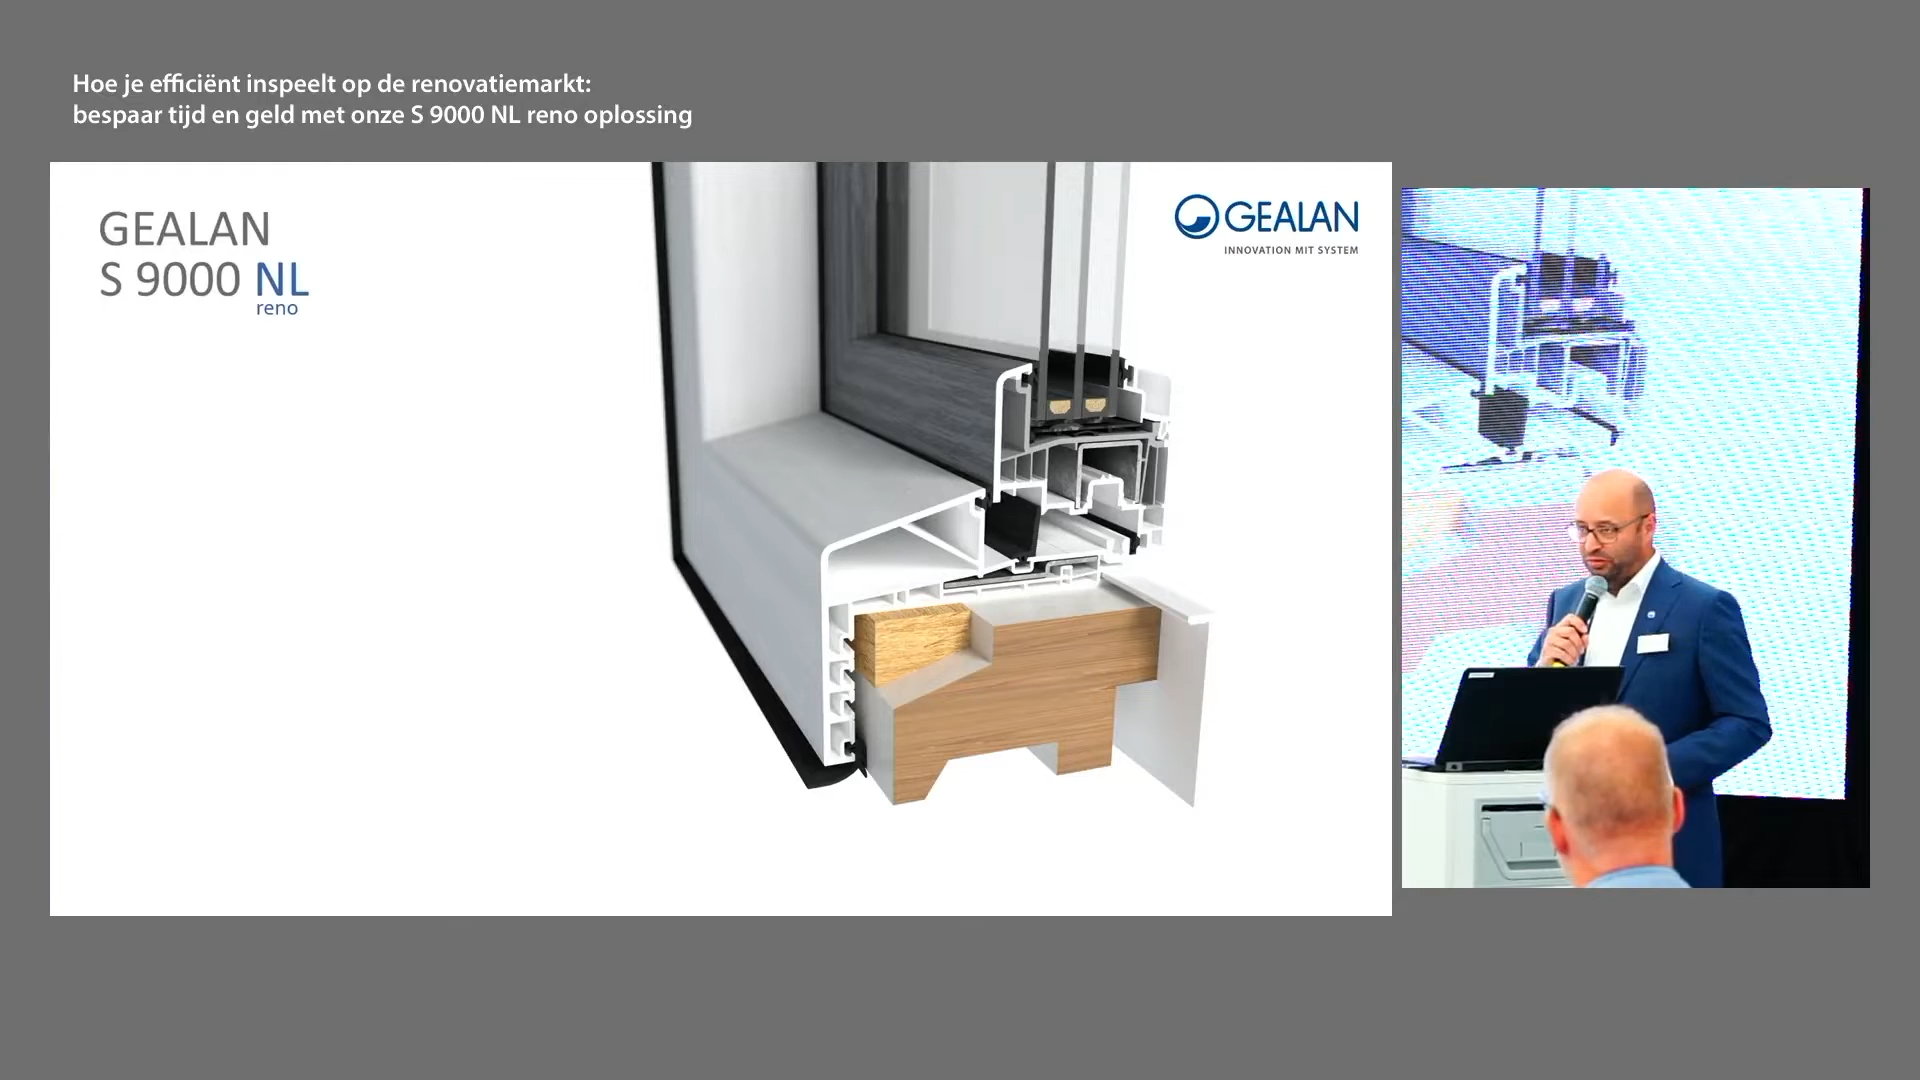 Hoe je efficiënt inspeelt op de renovatiemarkt:
bespaar tijd en geld met onze S 9000 NL reno oplossing
GEALAN
S 9000 NL
reno
GEALAN
INNOVATION MIT SYSTEM